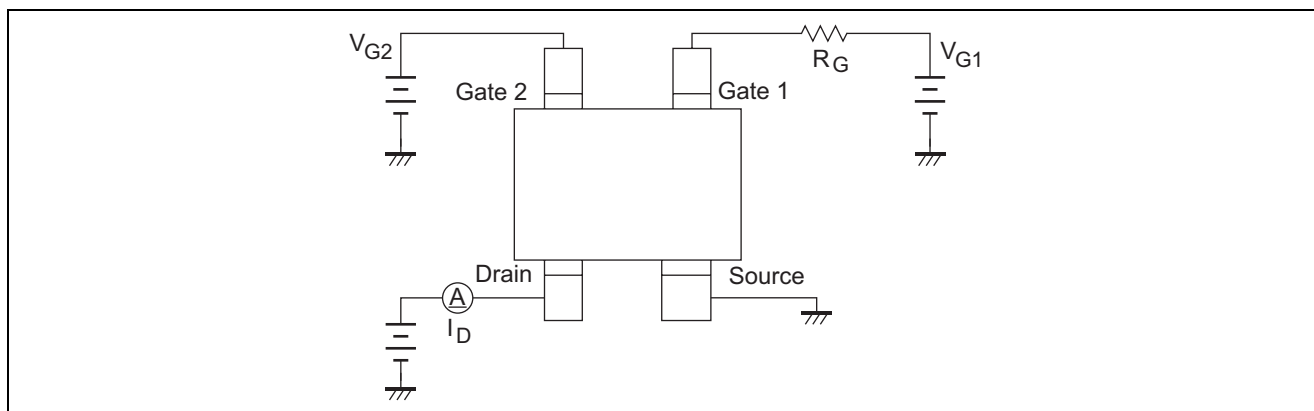 VG2
RG
VG1
Gate 2
Gate 1
Drain
Source
A
ID